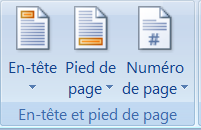 #
En-tête Pied de Numéro
page de page
En-tête et pied de page